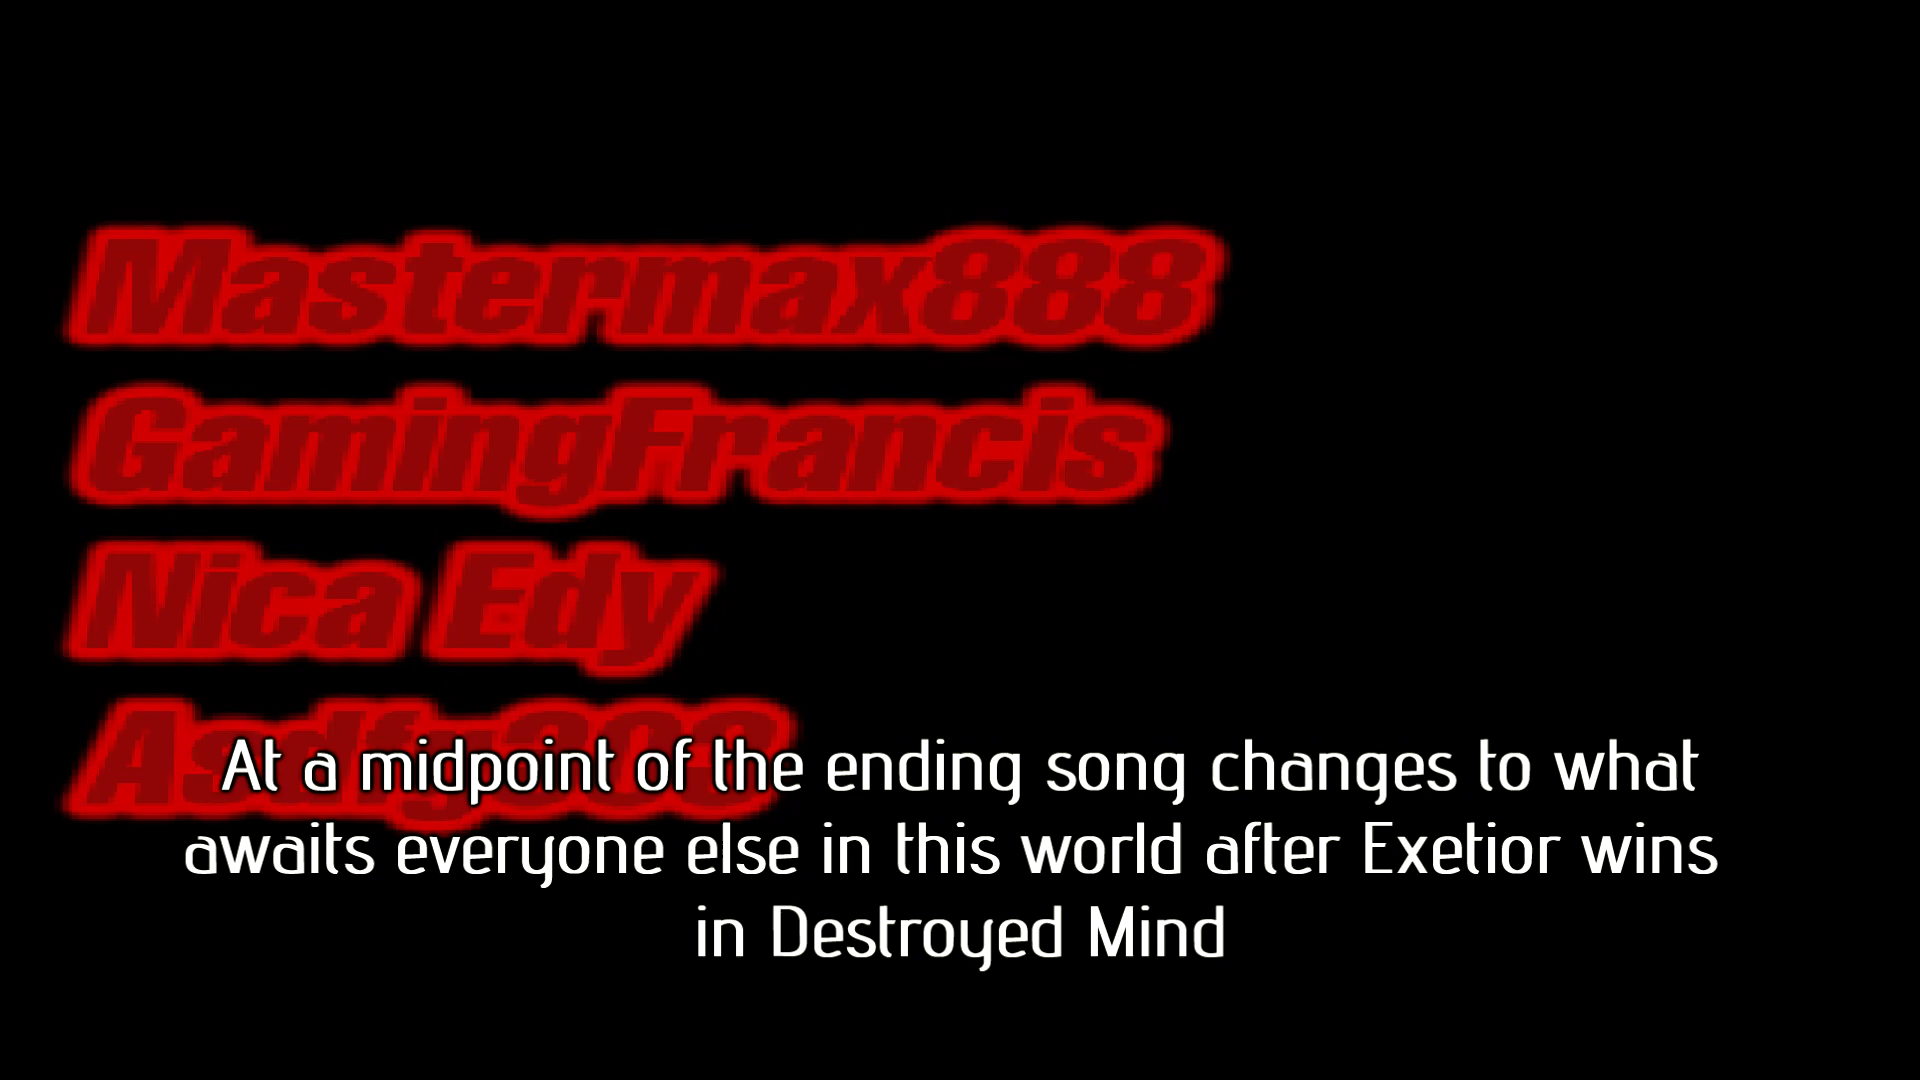 Mastermax888
GamingFrancis
Nica Edy
At a midpoint of the ending song changes to what
awaits everyone else in this world after Exetior wins
in Destroyed Mind